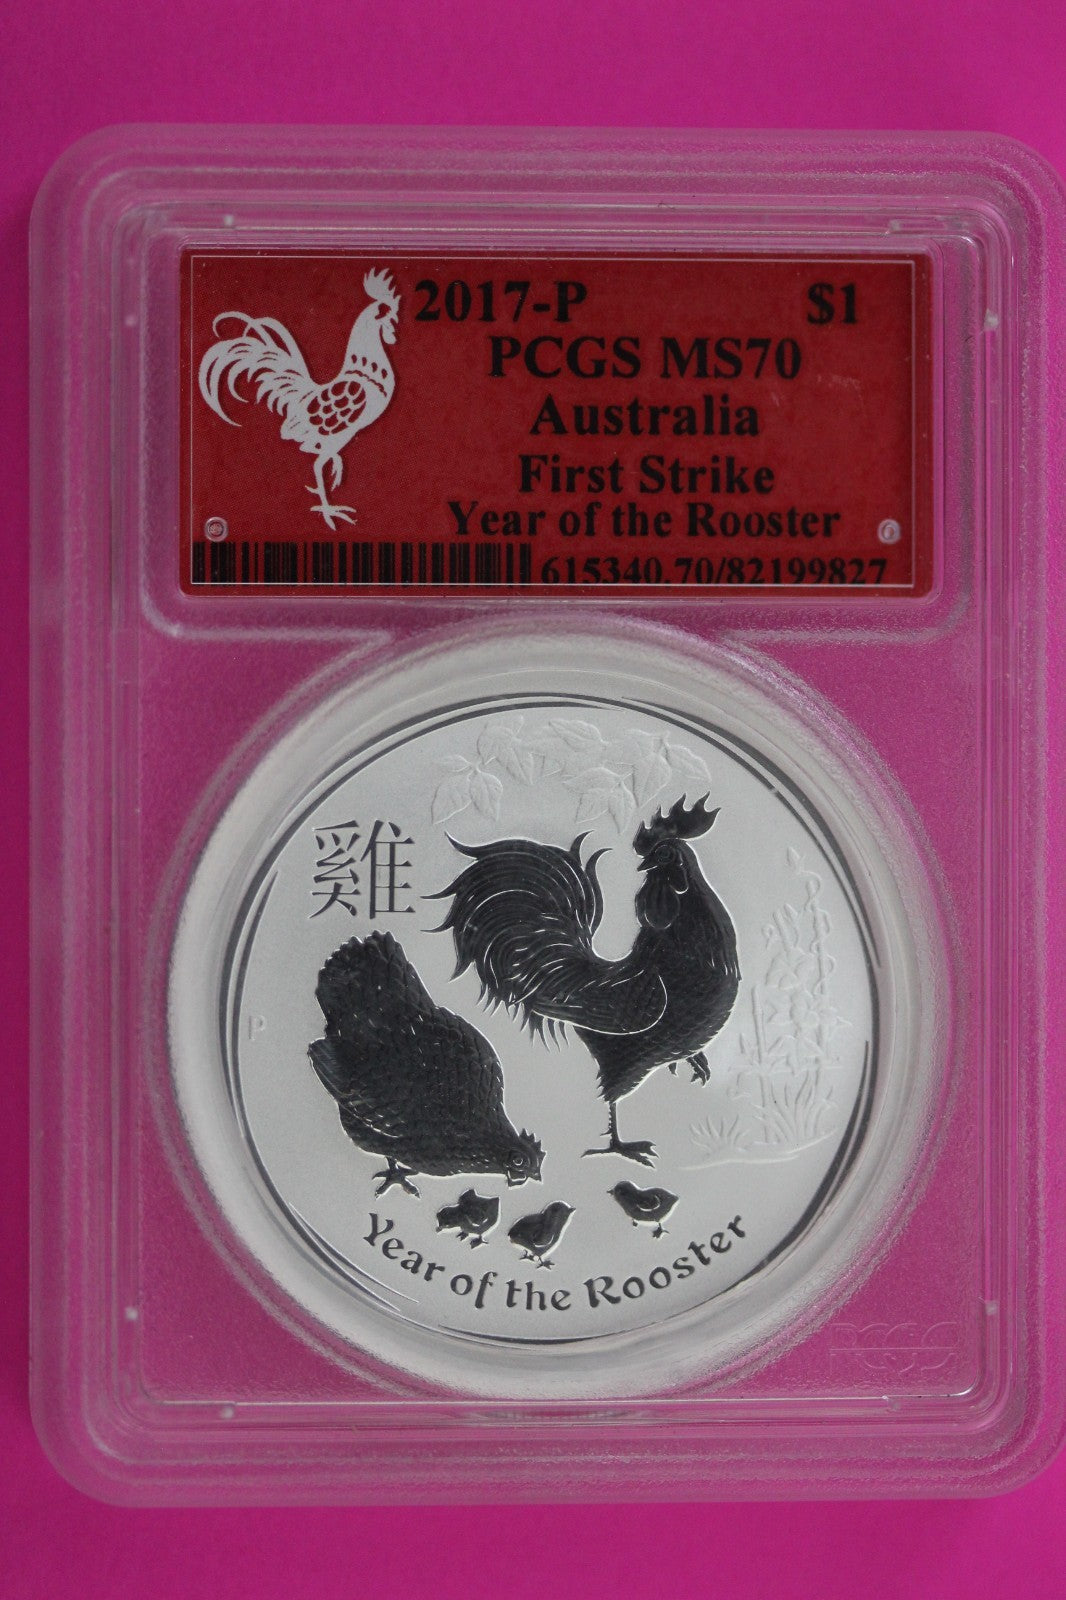 2017-P $1
PCGS MS70
Australia
First Strike
Year of the Rooster
615340.70/82199827
雞
P
Year of the Rooster
PCGS